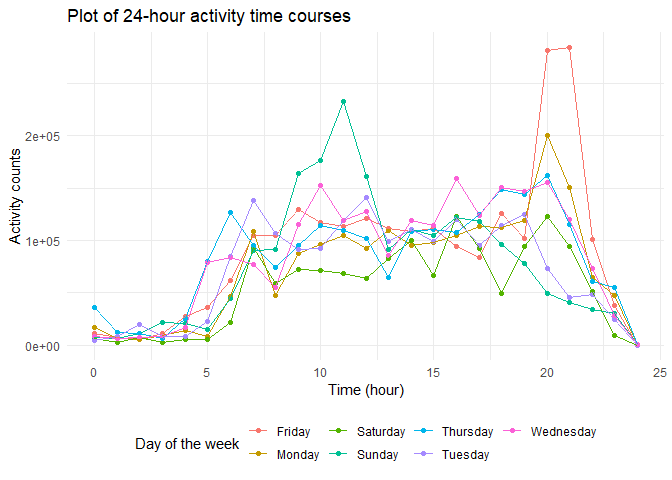 Plot of 24-hour activity time courses
Activity counts
2e+05
1e+05
0e+00
0 5 10 15 20 25
Time (hour)
Day of the week
Friday Saturday Thursday Wednesday
Monday Sunday Tuesday